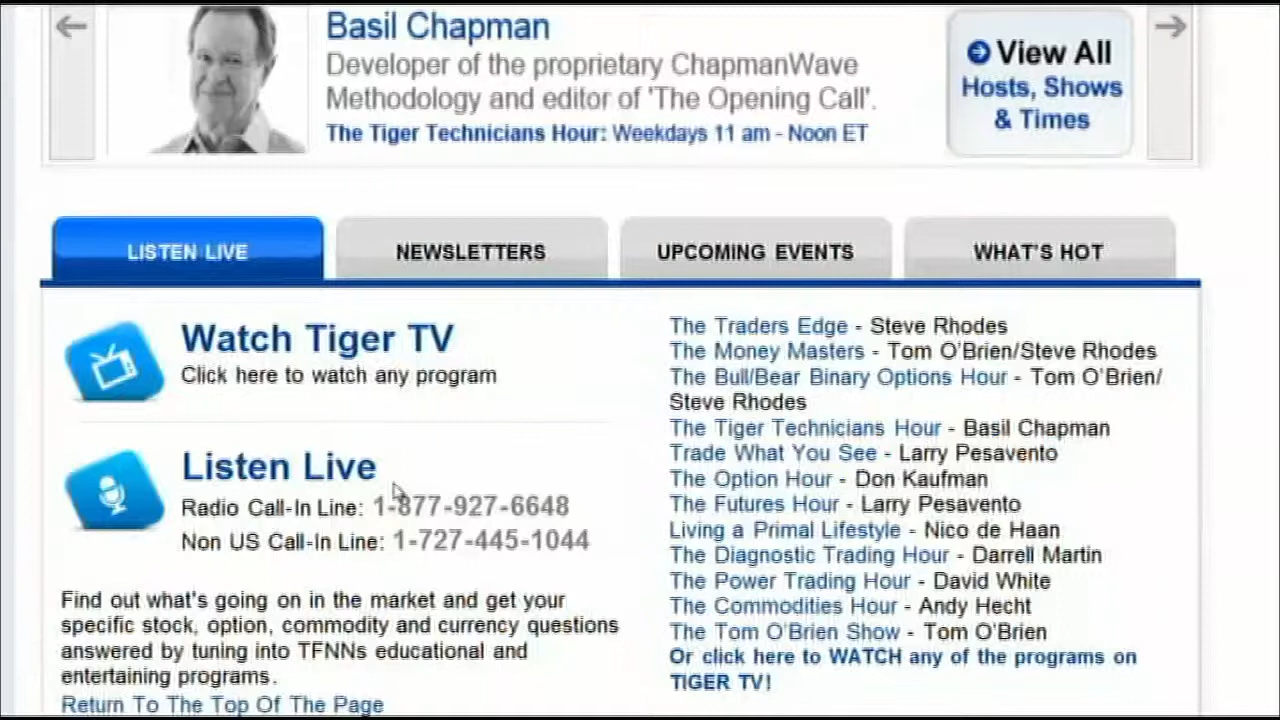 Basil Chapman
Developer of the proprietary ChapmanWave
Methodology and editor of 'The Opening Call'.
The Tiger Technicians Hour: Weekdays 11 am - Noon ET
View All
Hosts, Shows
& Times
LISTEN LIVE
NEWSLETTERS
UPCOMING EVENTS
WHAT'S HOT
Watch Tiger TV
Click here to watch any program
Listen Live
Radio Call-In Line: 1-877-927-6648
Non US Call-In Line: 1-727-445-1044
Find out what's going on in the market and get your
specific stock, option, commodity and currency questions
answered by tuning into TFNNs educational and
entertaining programs.
Return To The Top Of The Page
The Traders Edge - Steve Rhodes
The Money Masters - Tom O'Brien/Steve Rhodes
The Bull/Bear Binary Options Hour - Tom O'Brien/
Steve Rhodes
The Tiger Technicians Hour - Basil Chapman
Trade What You See - Larry Pesavento
The Option Hour - Don Kaufman
The Futures Hour - Larry Pesavento
Living a Primal Lifestyle - Nico de Haan
The Diagnostic Trading Hour - Darrell Martin
The Power Trading Hour - David White
The Commodities Hour - Andy Hecht
The Tom O'Brien Show - Tom O'Brien
Or click here to WATCH any of the programs on
TIGER TV!